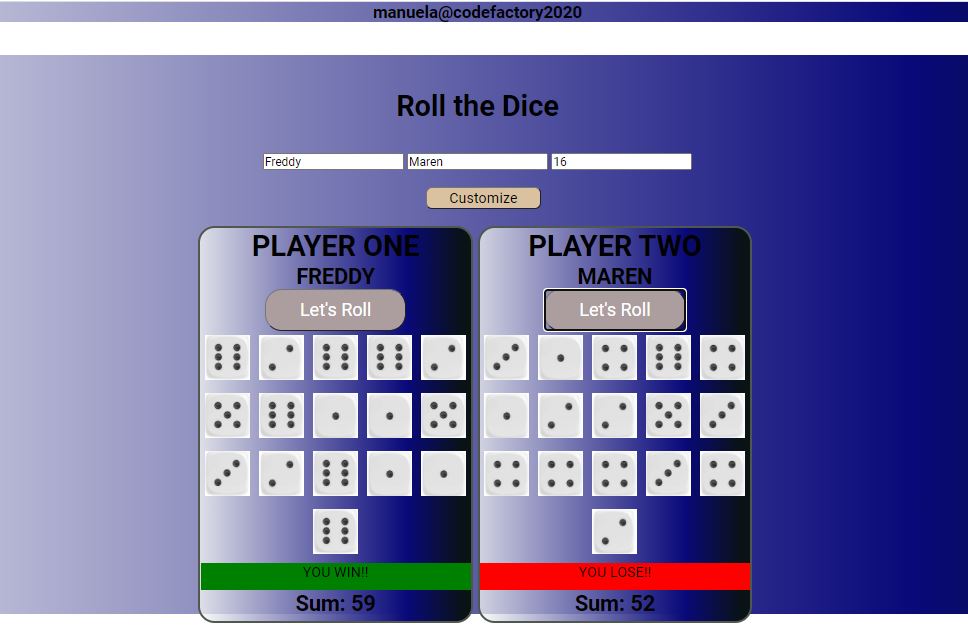 manuela@codefactory2020
Roll the Dice
Freddy Maren 16
Customize
PLAYER ONE
FREDDY
Let's Roll
YOU WIN!!
Sum: 59
PLAYER TWO
MAREN
Let's Roll
YOU LOSE!!
Sum: 52